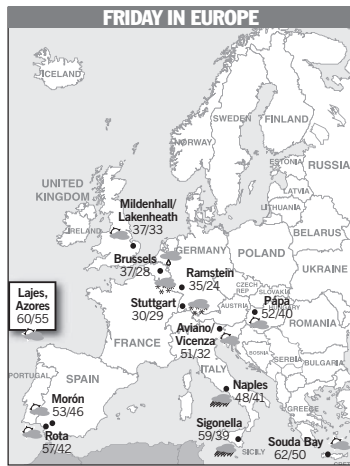 FRIDAY IN EUROPE
ICELAND
SWEDEN
FINLAND
NORWAY
ESTONIA
RUSSIA
LATVIA
LITHUANIA
UNITED
KINGDOM
Mildenhall/
Lakenheath
37/33
IRELAND
BELARUS
Brussels
37/28
GERMANY
POLAND
Ramstein
35/24
UKRAINE
Lajes,
Azores
60/55
Stuttgart
30/29
CZECH
REP
SLOVAKIA
Pápa
52/40
AUSTRIA
HUNGARY
ROMANIA
Aviano/
Vicenza
51/32
FRANCE
BOSNIA
SERBIA
BULGARIA
ITALY
PORTUGAL
SPAIN
Morón
53/46
Naples
48/41
Rota
57/42
Sigonella
59/39
SICILY
GREECE
Souda Bay
62/50